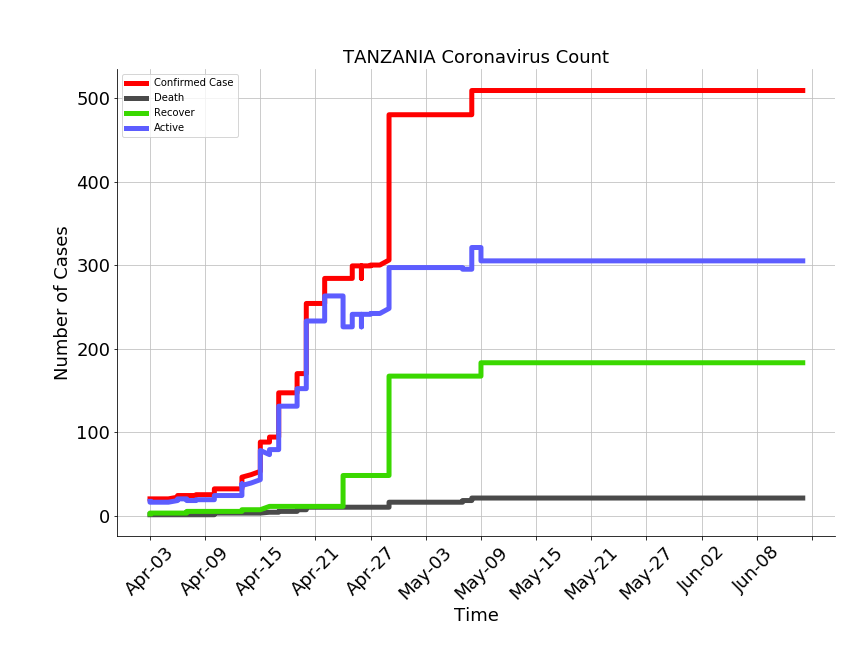 TANZANIA Coronavirus Count
Confirmed Case
Death
Recover
Active
Number of Cases
500
400
300
200
100
0
Apr-03
Apr-09
Apr-15
Apr-21
Apr-27
May-03
May-09
May-15
May-21
May-27
Jun-02
Jun-08
Time